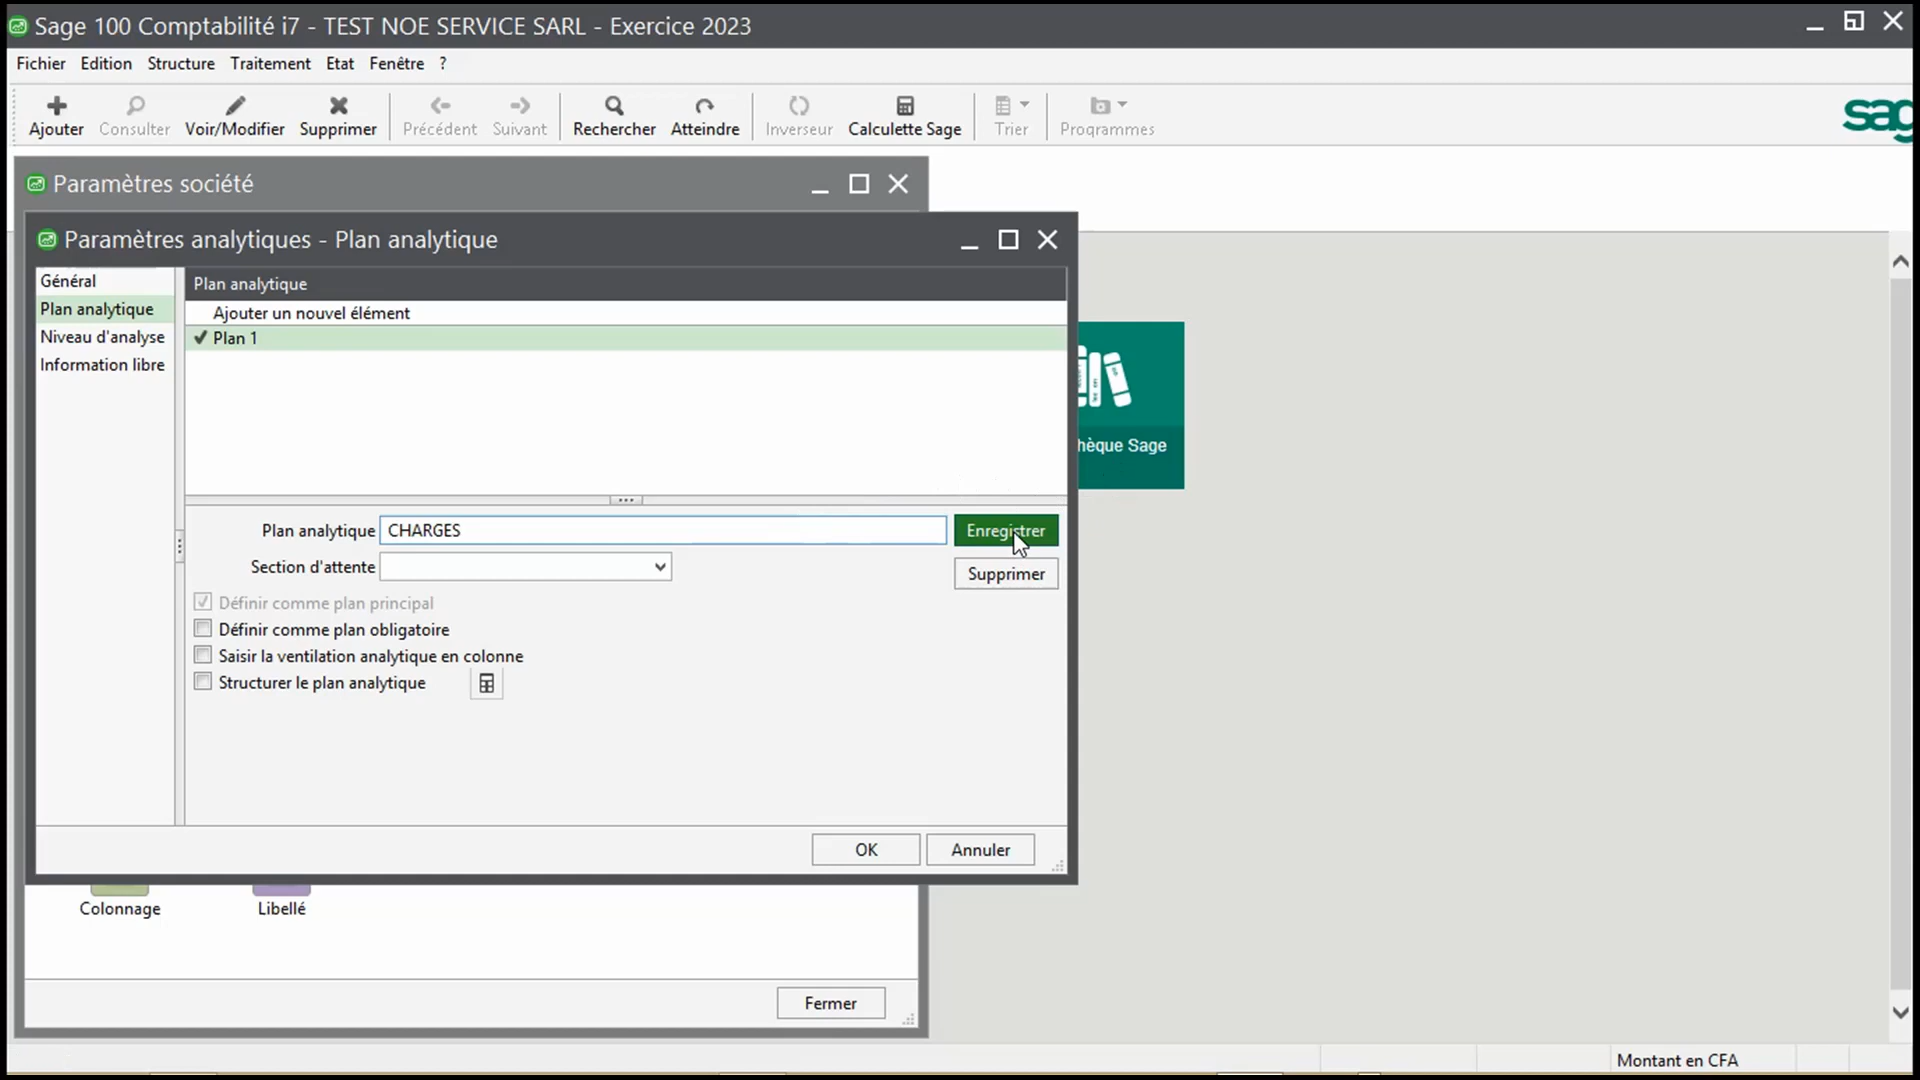 Sage 100 Comptabilité i7 - TEST NOE SERVICE SARL - Exercice 2023
Fichier Edition Structure Traitement Etat Fenêtre ?
Ajouter Consulter Voir/Modifier Supprimer Précédent Suivant Rechercher Atteindre Inverseur Calculette Sage Trier Programmes
sag
Paramètres société
Paramètres analytiques - Plan analytique
Général
Plan analytique
Niveau d'analyse
Information libre
Plan analytique
Ajouter un nouvel élément
Plan 1
hèque Sage
Plan analytique CHARGES Enregistrer
Section d'attente Supprimer
Définir comme plan principal
Définir comme plan obligatoire
Saisir la ventilation analytique en colonne
Structurer le plan analytique
OK Annuler
Colonnage Libellé
Fermer
Montant en CFA